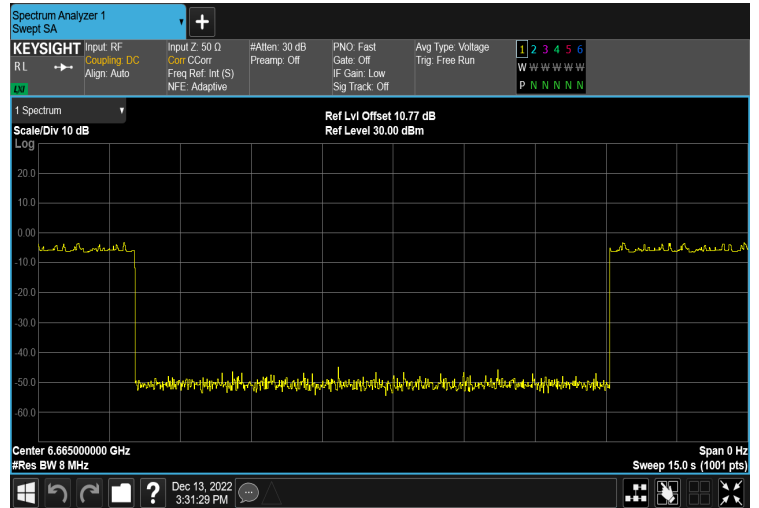 Spectrum Analyzer 1
Swept SA
▼
+
KEYSIGHT
RL
LXI
Input: RF
Coupling: DC
Align: Auto
Input Z: 50 Ω
Corr CCorr
Freq Ref: Int (S)
NFE: Adaptive
#Atten: 30 dB
Preamp: Off
PNO: Fast
Gate: Off
IF Gain: Low
Sig Track: Off
Avg Type: Voltage
Trig: Free Run
1 2 3 4 5 6
W W W W W W
P N N N N N
1 Spectrum ▼
Scale/Div 10 dB
Ref Lvl Offset 10.77 dB
Ref Level 30.00 dBm
Log
20.0
10.0
0.00
-10.0
-20.0
-30.0
-40.0
-50.0
-60.0
Center 6.665000000 GHz
#Res BW 8 MHz
Span 0 Hz
Sweep 15.0 s (1001 pts)
?
Dec 13, 2022
3:31:29 PM